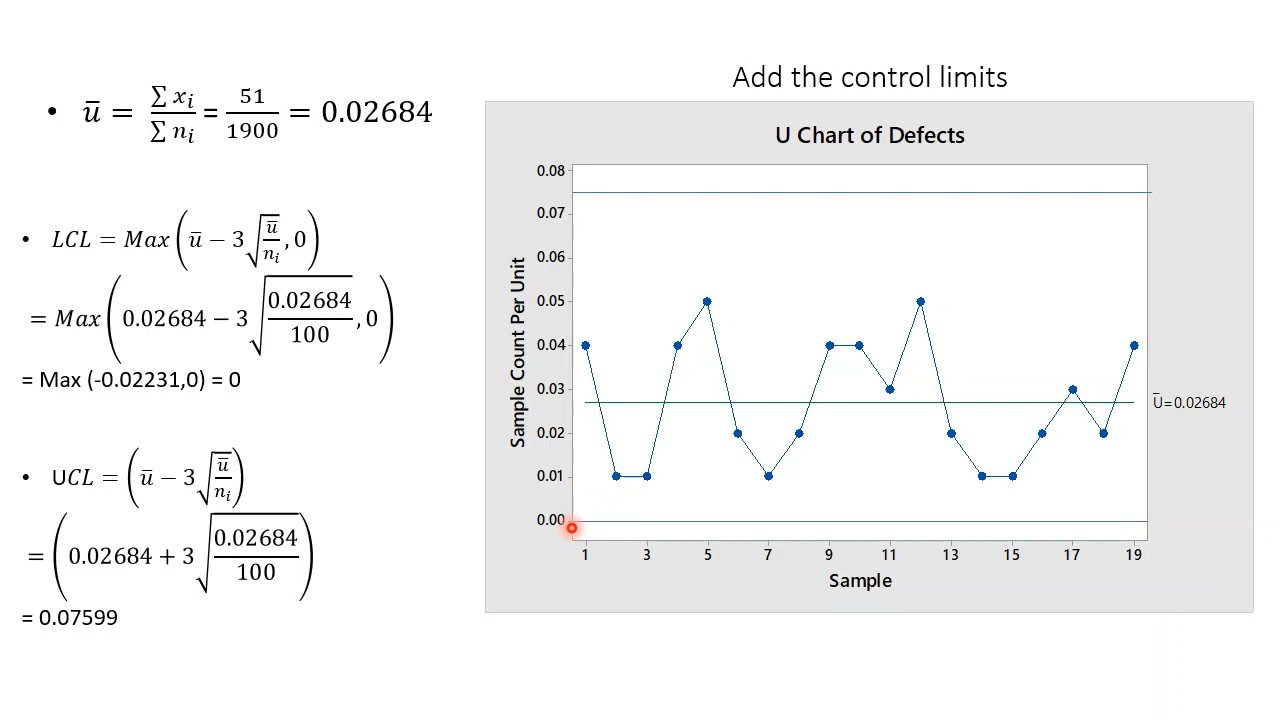 Add the control limits
• ū = ∑ xᵢ / ∑ nᵢ = 51 / 1900 = 0.02684
• LCL = Max (ū − 3 √(ū / nᵢ) , 0)
= Max (0.02684 − 3 √(0.02684 / 100) , 0)
= Max (-0.02231,0) = 0
• UCL = (ū − 3 √(ū / nᵢ))
= (0.02684 + 3 √(0.02684 / 100))
= 0.07599
U Chart of Defects
Sample Count Per Unit
0.08
0.07
0.06
0.05
0.04
0.03
0.02
0.01
0.00
Ū=0.02684
1 3 5 7 9 11 13 15 17 19
Sample